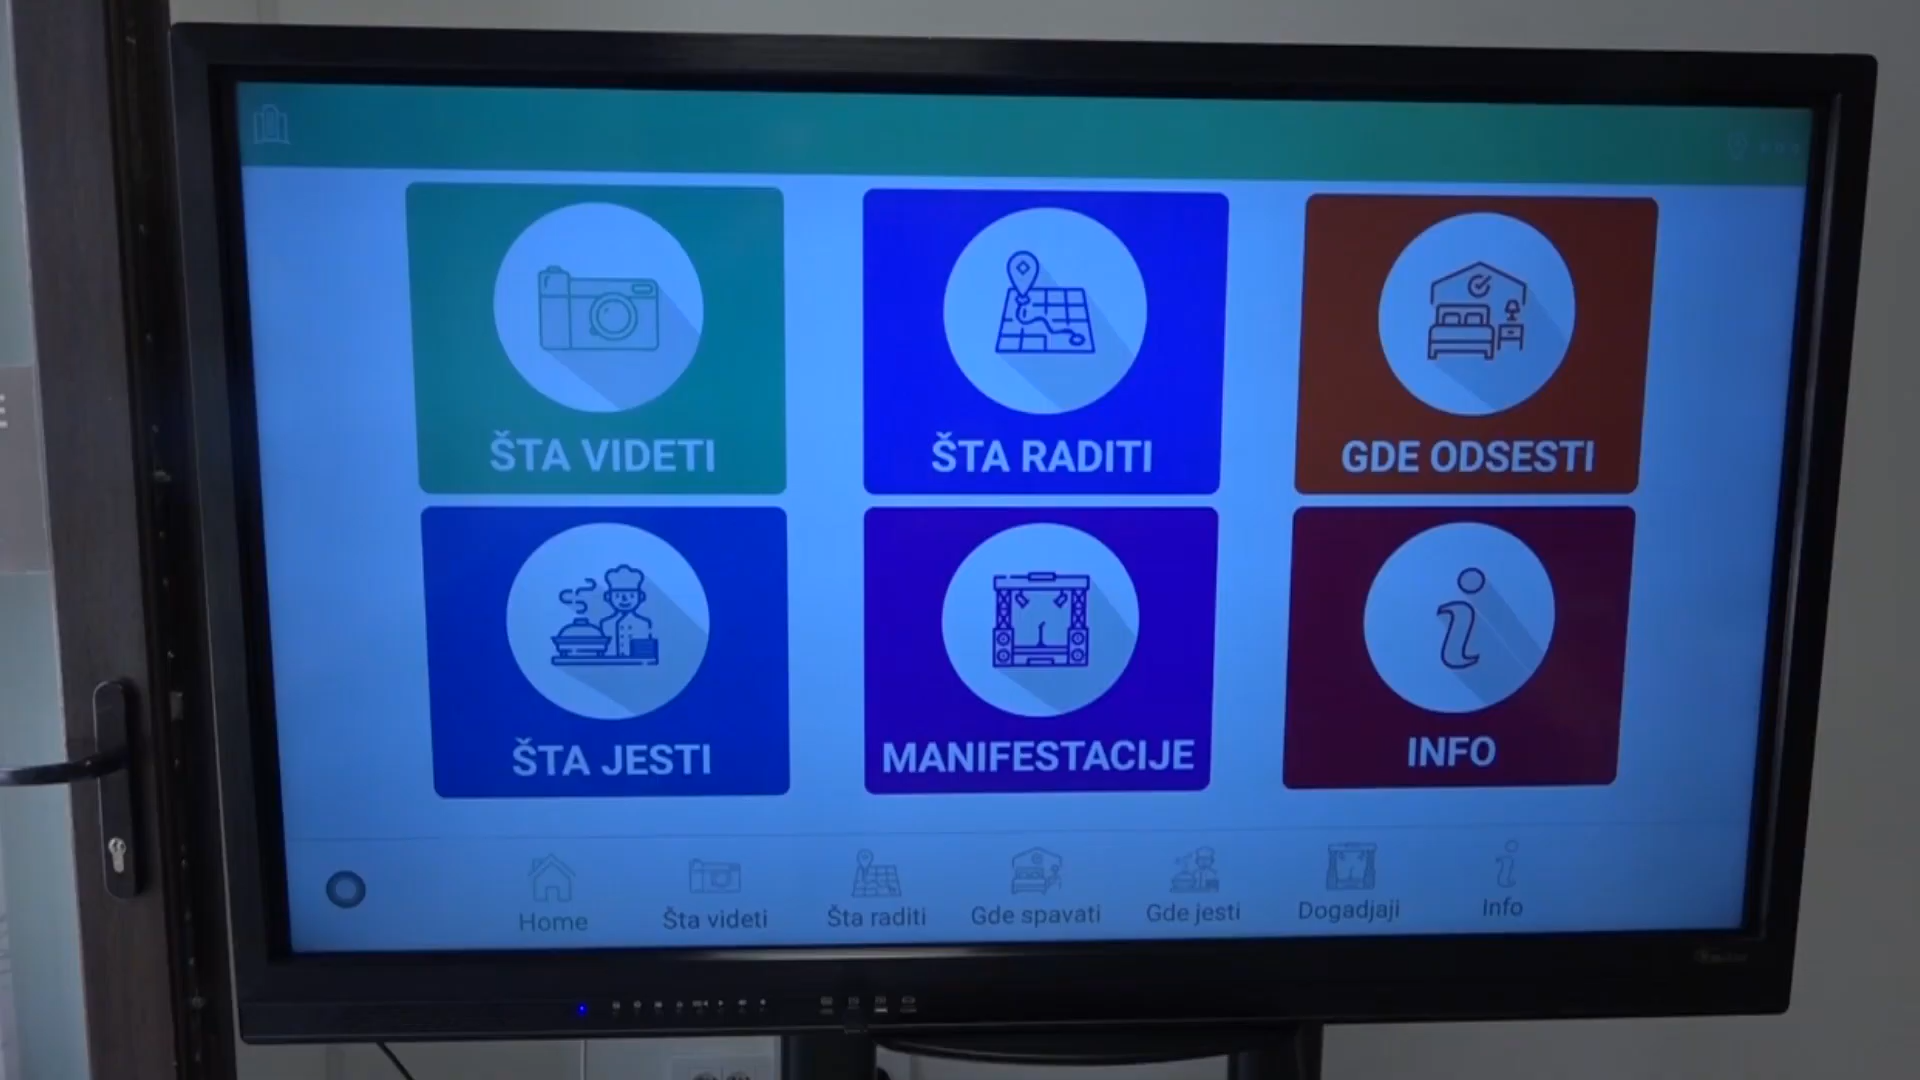 ŠTA VIDETI
ŠTA RADITI
GDE ODSESTI
ŠTA JESTI
MANIFESTACIJE
INFO
Home
Šta videti
Šta raditi
Gde spavati
Gde jesti
Dogadjaji
Info